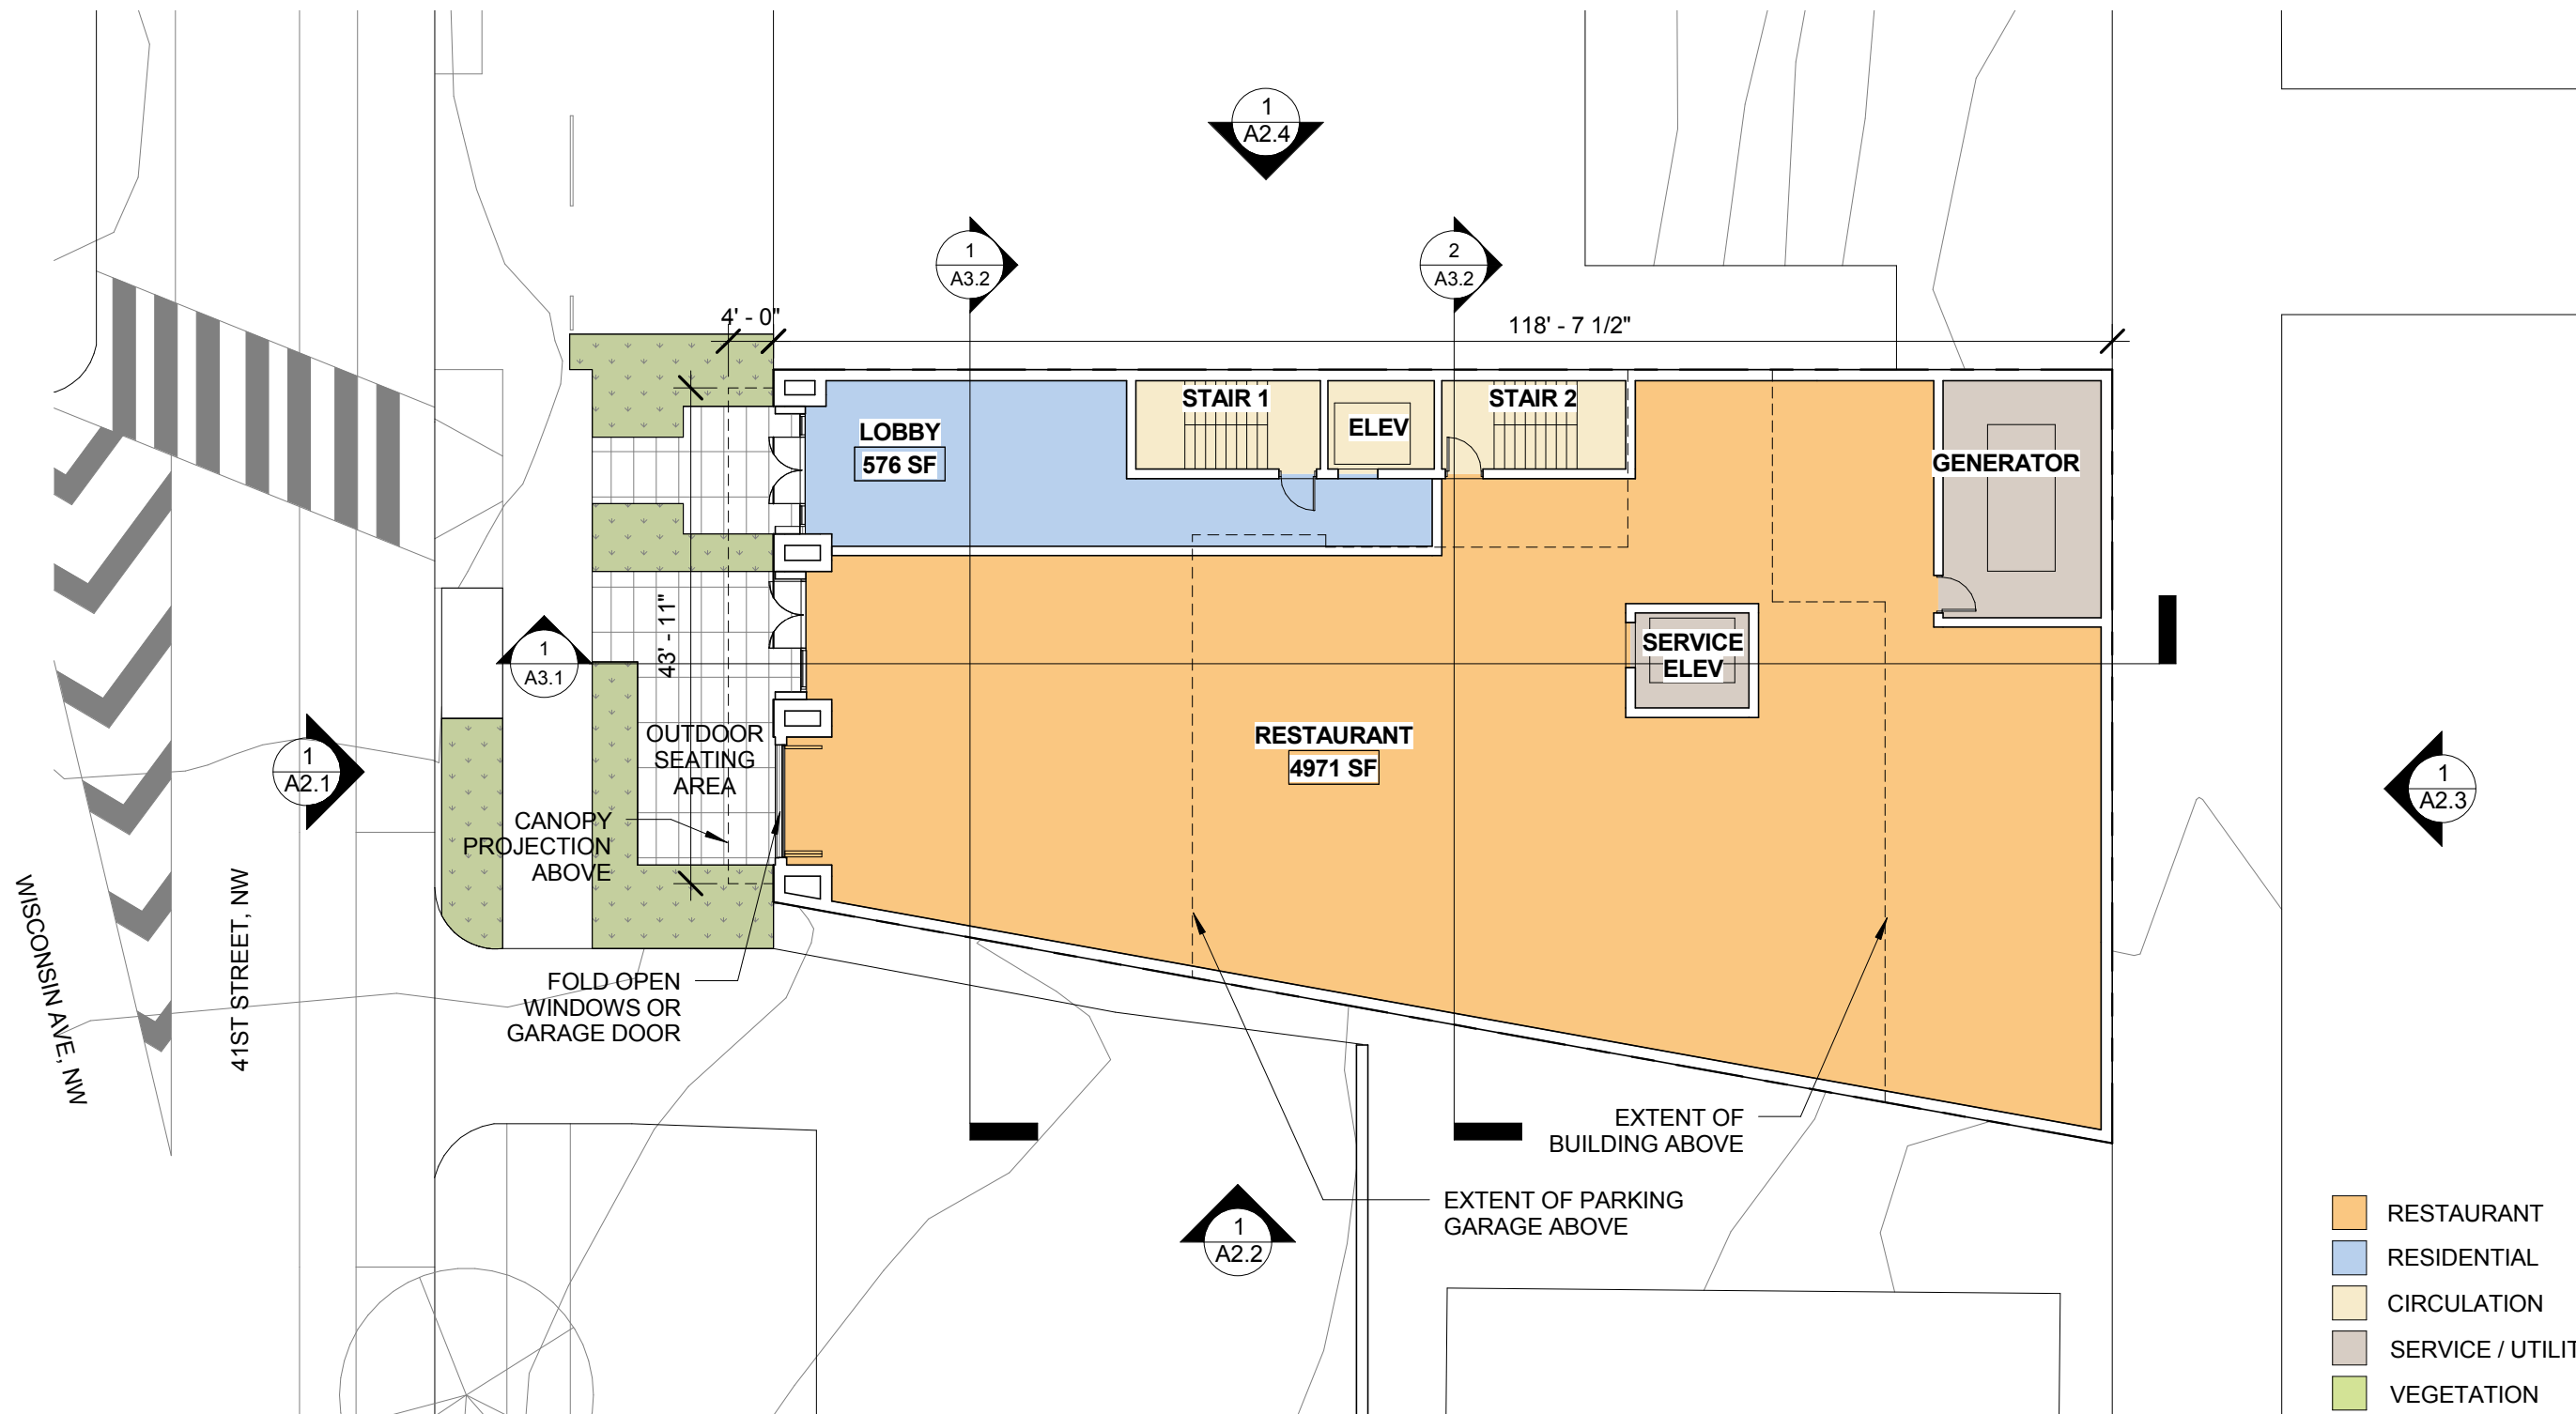 1
A2.4
1
A3.2
2
A3.2
4' - 0"
118' - 7 1/2"
STAIR 1
ELEV
STAIR 2
LOBBY
576 SF
GENERATOR
43' - 11"
1
A3.1
SERVICE
ELEV
OUTDOOR
SEATING
AREA
RESTAURANT
4971 SF
1
A2.1
1
A2.3
CANOPY
PROJECTION
ABOVE
WISCONSIN AVE, NW
41ST STREET, NW
FOLD OPEN
WINDOWS OR
GARAGE DOOR
EXTENT OF
BUILDING ABOVE
EXTENT OF PARKING
GARAGE ABOVE
1
A2.2
RESTAURANT
RESIDENTIAL
CIRCULATION
SERVICE / UTILIT
VEGETATION